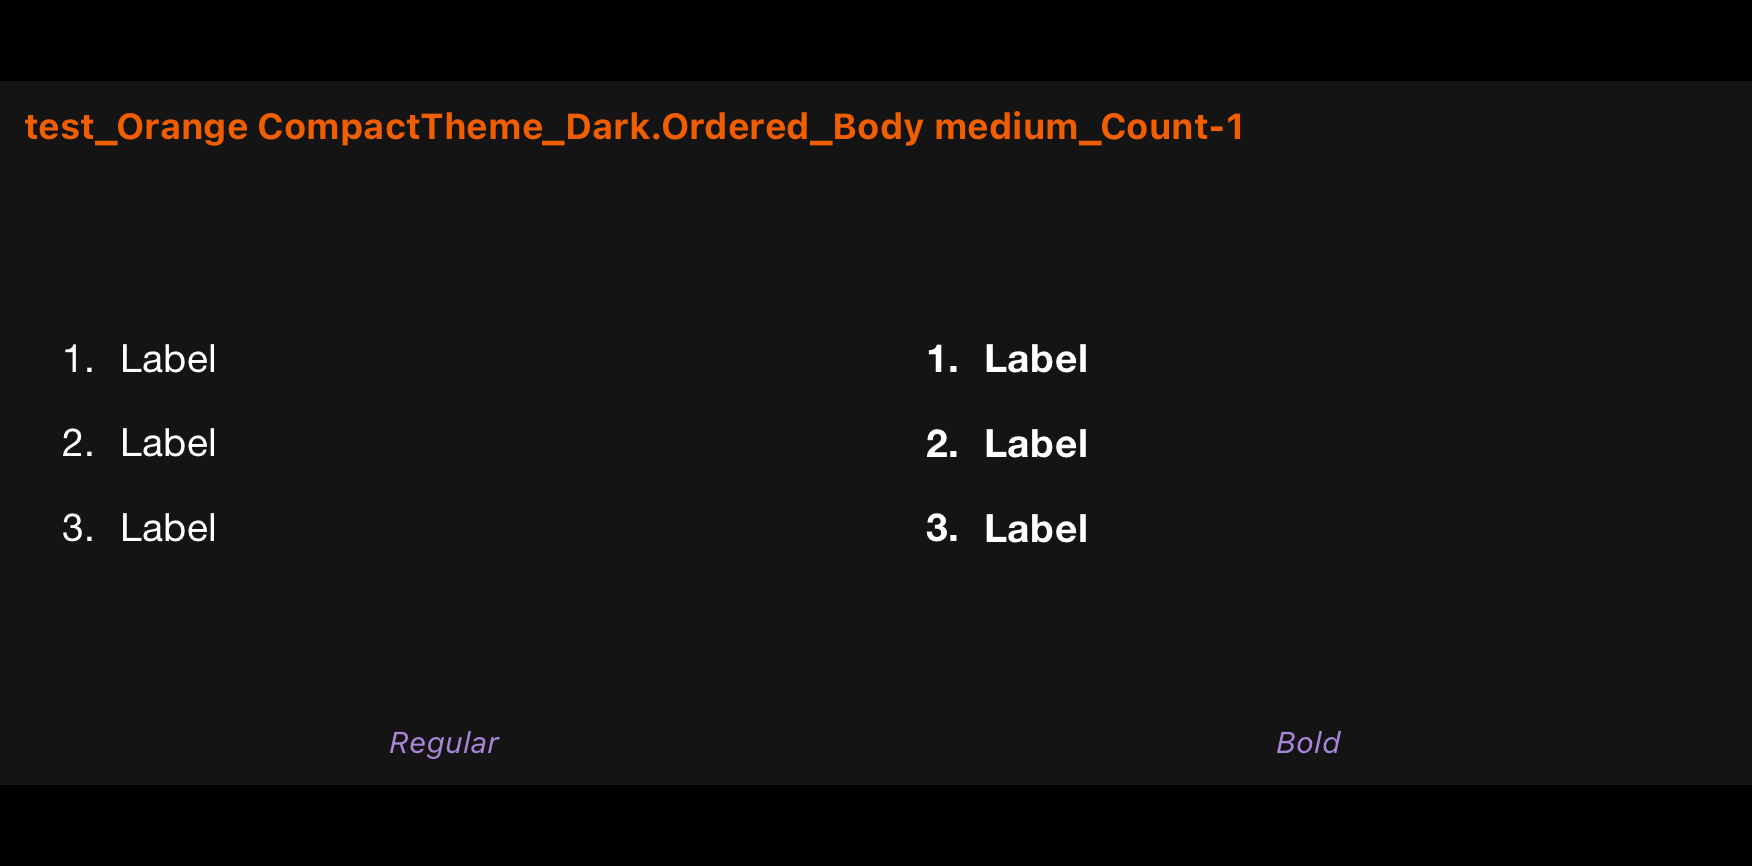 test_Orange CompactTheme_Dark.Ordered_Body medium_Count-1
1. Label
2. Label
3. Label
Regular
1. Label
2. Label
3. Label
Bold